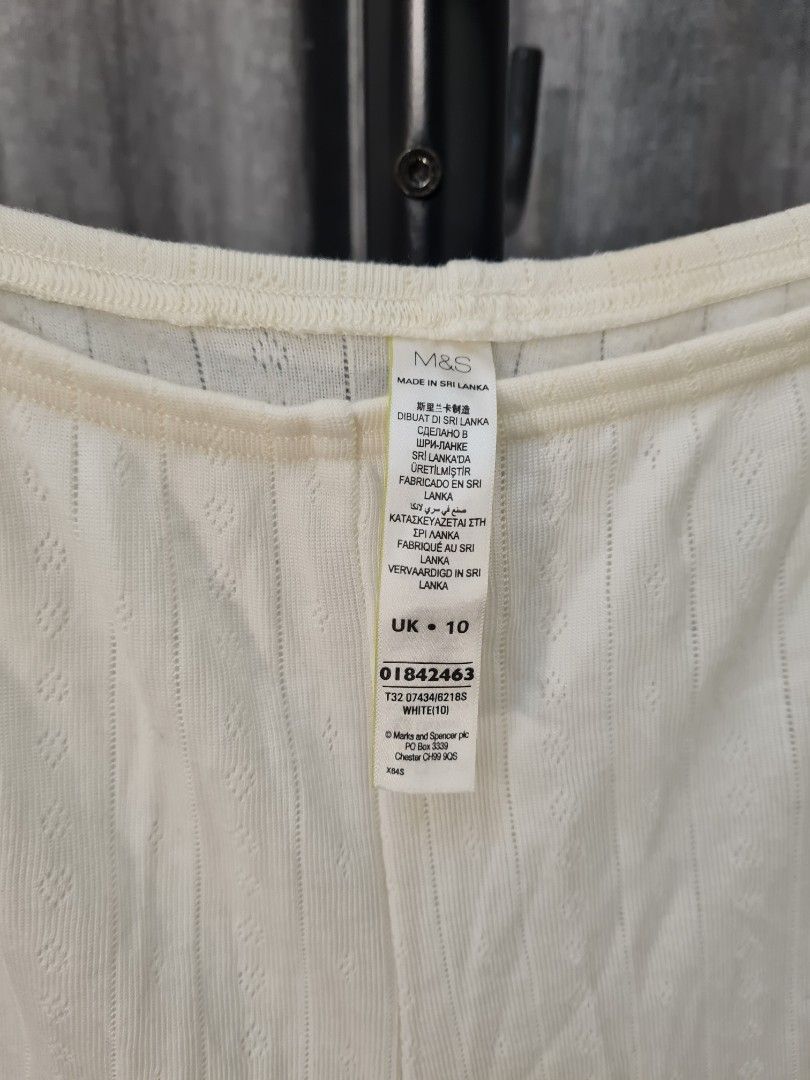 M&S
MADE IN SRI LANKA
斯里兰卡制造
DIBUAT DI SRI LANKA
СДЕЛАНО В
ШРИ-ЛАНКЕ
SRİ LANKA'DA
ÜRETİLMİŞTİR
FABRICADO EN SRI
LANKA
صنع في سري لانكا
ΚΑΤΑΣΚΕΥΑΖΕΤΑΙ ΣΤΗ
ΣΡΙ ΛΑΝΚΑ
FABRIQUÉ AU SRI
LANKA
VERVAARDIGD IN SRI
LANKA
UK • 10
01842463
T32 07434/6218S
WHITE(10)
© Marks and Spencer plc
PO Box 3339
Chester CH99 9QS
X64S